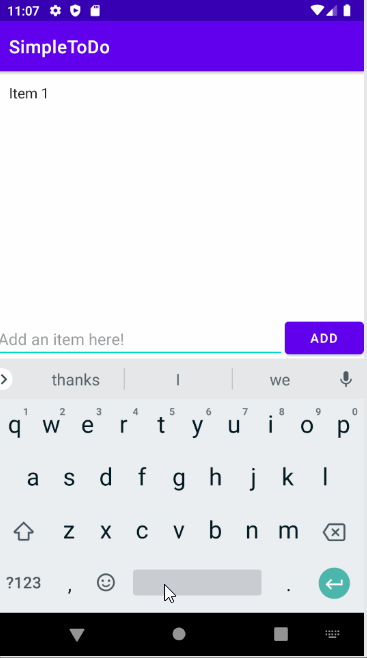 11:07
SimpleToDo
Item 1
Add an item here!
ADD
thanks I we
1 2 3 4 5 6 7 8 9 0
q w e r t y u i o p
a s d f g h j k l
z x c v b n m
?123 , .